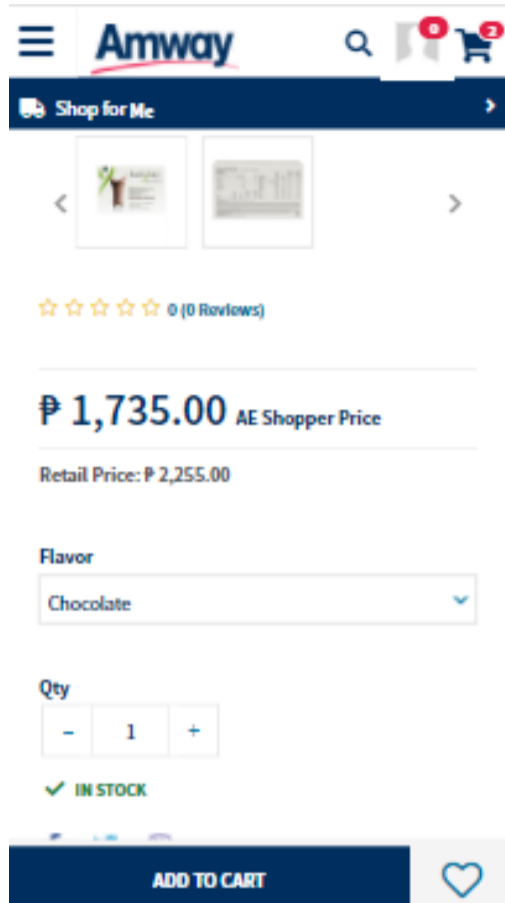 Amway
0
2
Shop for Me
0 (0 Reviews)
₱ 1,735.00 AE Shopper Price
Retail Price: ₱ 2,255.00
Flavor
Chocolate
Qty
- 1 +
IN STOCK
ADD TO CART